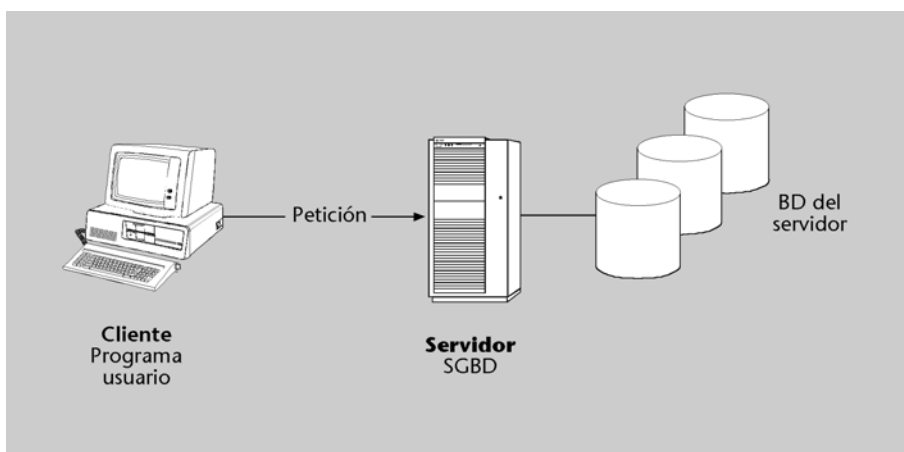 Petición
BD del
servidor
Cliente
Programa
usuario
Servidor
SGBD